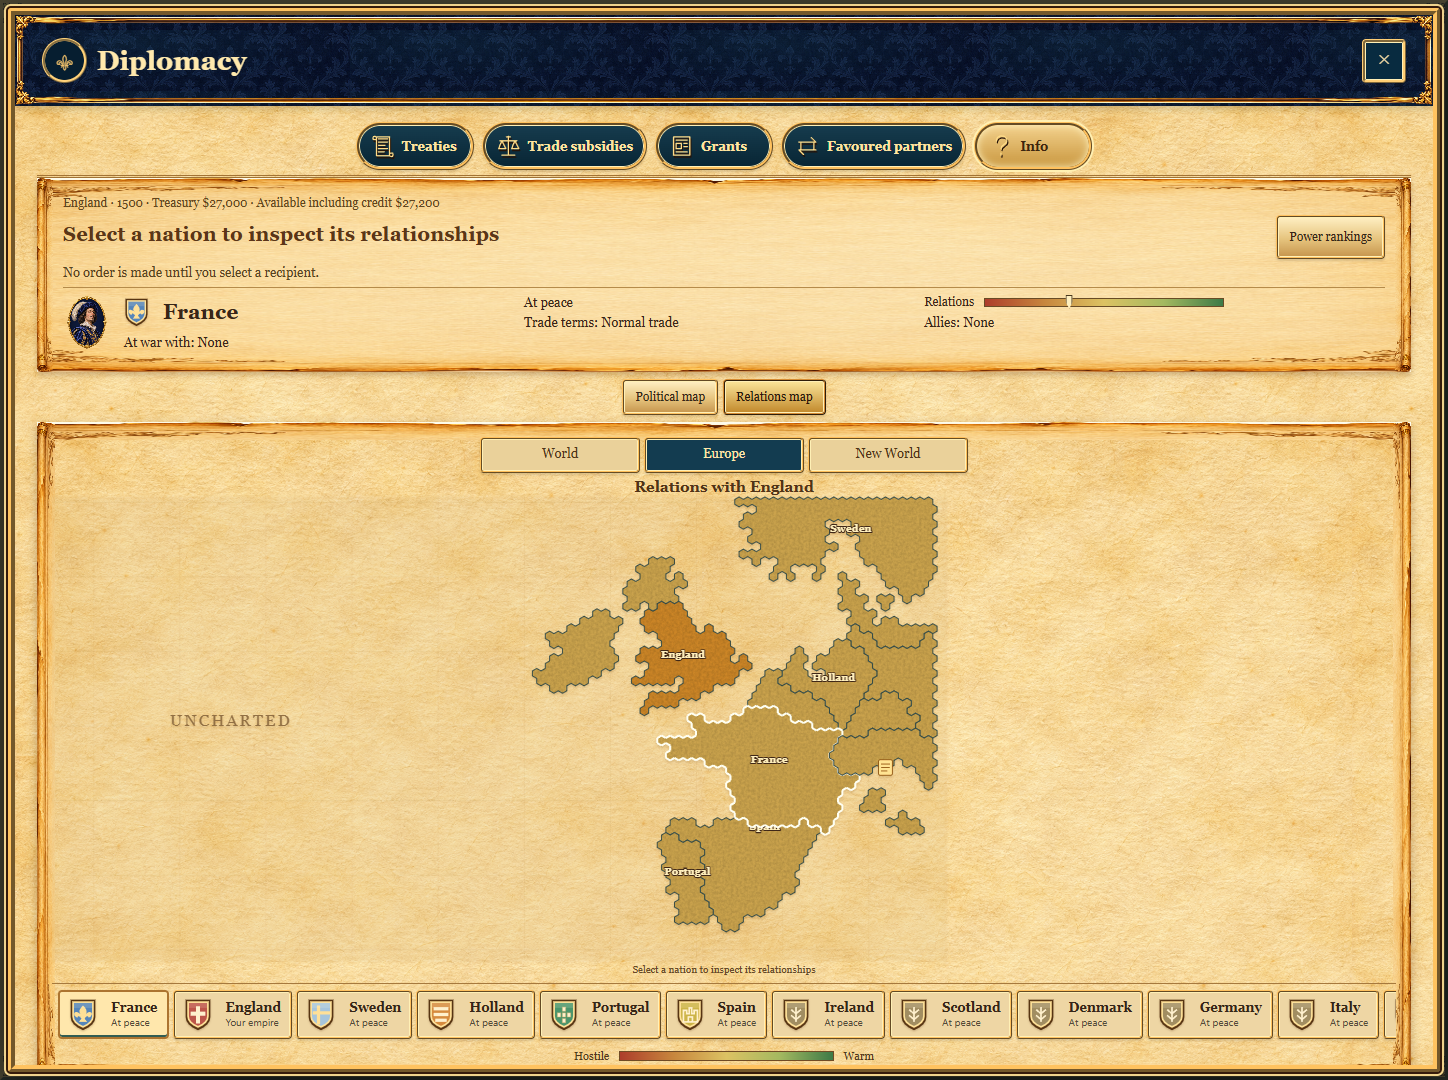 Diplomacy
×
Treaties
Trade subsidies
Grants
Favoured partners
? Info
England · 1500 · Treasury $27,000 · Available including credit $27,200
Select a nation to inspect its relationships
Power rankings
No order is made until you select a recipient.
France
At war with: None
At peace
Trade terms: Normal trade
Relations
Allies: None
Political map
Relations map
World
Europe
New World
Relations with England
Sweden
England
Holland
UNCHARTED
France
Spain
Portugal
Select a nation to inspect its relationships
France
At peace
England
Your empire
Sweden
At peace
Holland
At peace
Portugal
At peace
Spain
At peace
Ireland
At peace
Scotland
At peace
Denmark
At peace
Germany
At peace
Italy
At peace
Hostile
Warm